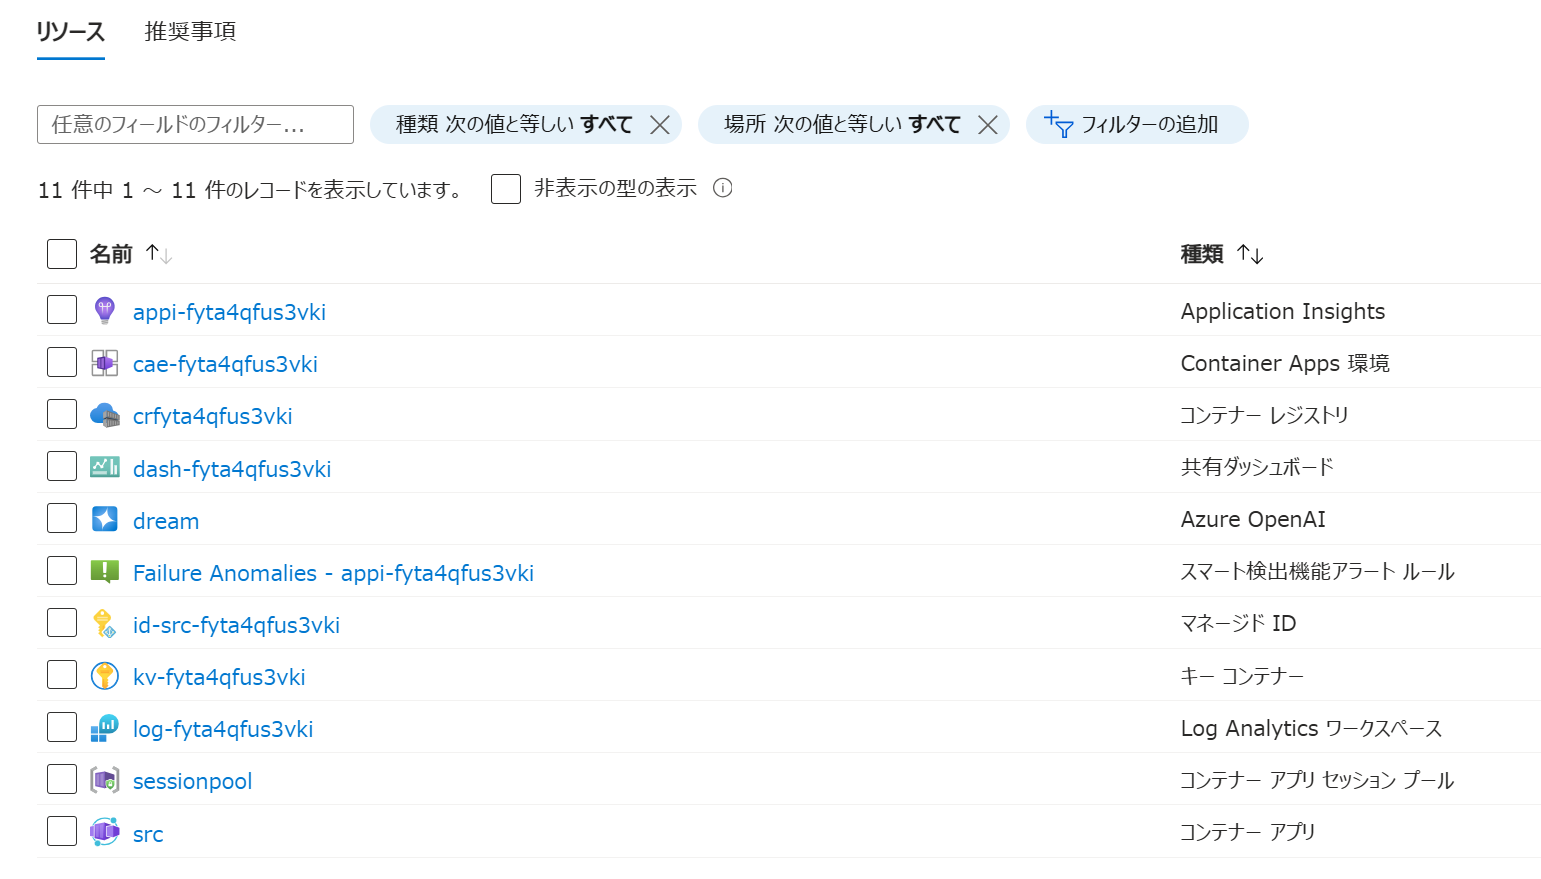 リソース 推奨事項
任意のフィールドのフィルター... 種類 次の値と等しい すべて 場所 次の値と等しい すべて フィルターの追加
11 件中 1 ～ 11 件のレコードを表示しています。 非表示の型の表示
名前 種類
appi-fyta4qfus3vki Application Insights
cae-fyta4qfus3vki Container Apps 環境
crfyta4qfus3vki コンテナー レジストリ
dash-fyta4qfus3vki 共有ダッシュボード
dream Azure OpenAI
Failure Anomalies - appi-fyta4qfus3vki スマート検出機能アラート ルール
id-src-fyta4qfus3vki マネージド ID
kv-fyta4qfus3vki キー コンテナー
log-fyta4qfus3vki Log Analytics ワークスペース
sessionpool コンテナー アプリ セッション プール
src コンテナー アプリ